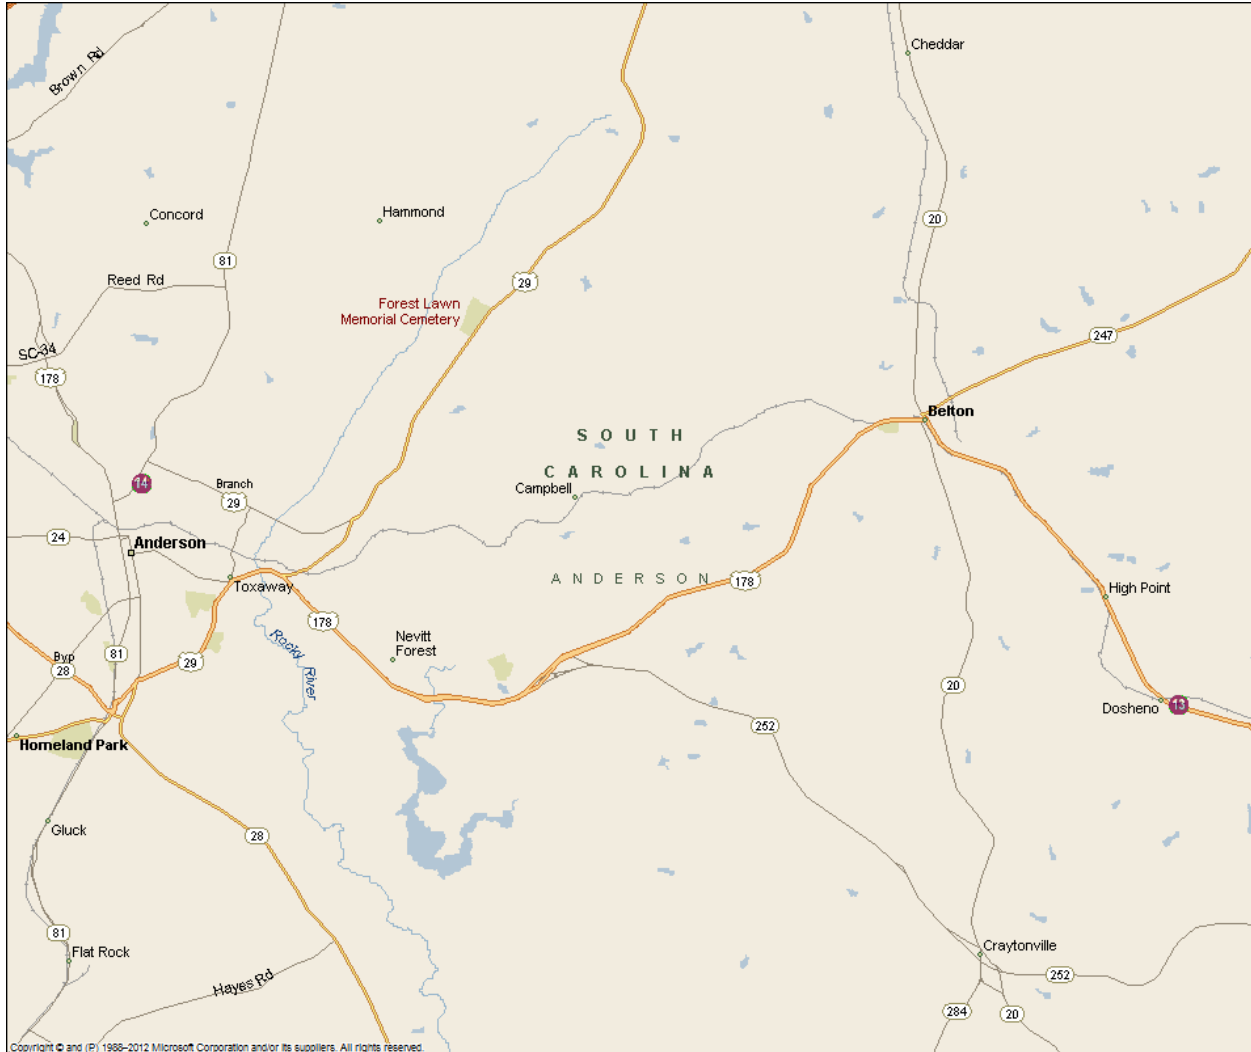 Cheddar
Brown Rd
Concord
Hammond
20
81
Reed Rd
29
Forest Lawn
Memorial Cemetery
247
SC-34
178
Belton
SOUTH
CAROLINA
14
Branch
Campbell
29
24
Anderson
ANDERSON
178
Toxaway
High Point
178
Rocky River
Nevitt
Forest
81
Byp
28
29
20
Dosheno
13
252
Homeland Park
Gluck
28
81
Flat Rock
Craytonville
Hayes Rd
252
284
20
Copyright © and (P) 1988–2012 Microsoft Corporation and/or its suppliers. All rights reserved.